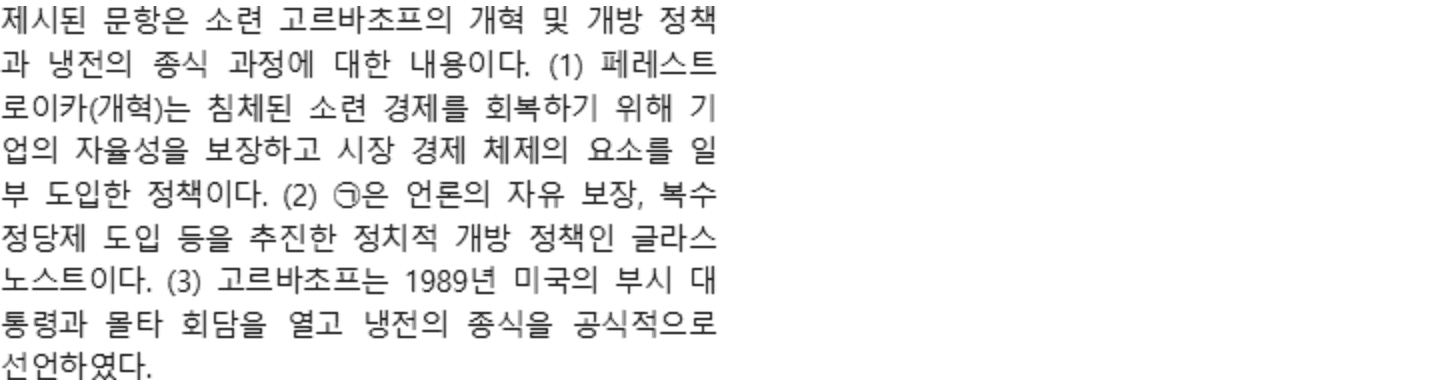 제시된 문항은 소련 고르바초프의 개혁 및 개방 정책
과 냉전의 종식 과정에 대한 내용이다. (1) 페레스트
로이카(개혁)는 침체된 소련 경제를 회복하기 위해 기
업의 자율성을 보장하고 시장 경제 체제의 요소를 일
부 도입한 정책이다. (2) ㉠은 언론의 자유 보장, 복수
정당제 도입 등을 추진한 정치적 개방 정책인 글라스
노스트이다. (3) 고르바초프는 1989년 미국의 부시 대
통령과 몰타 회담을 열고 냉전의 종식을 공식적으로
선언하였다.